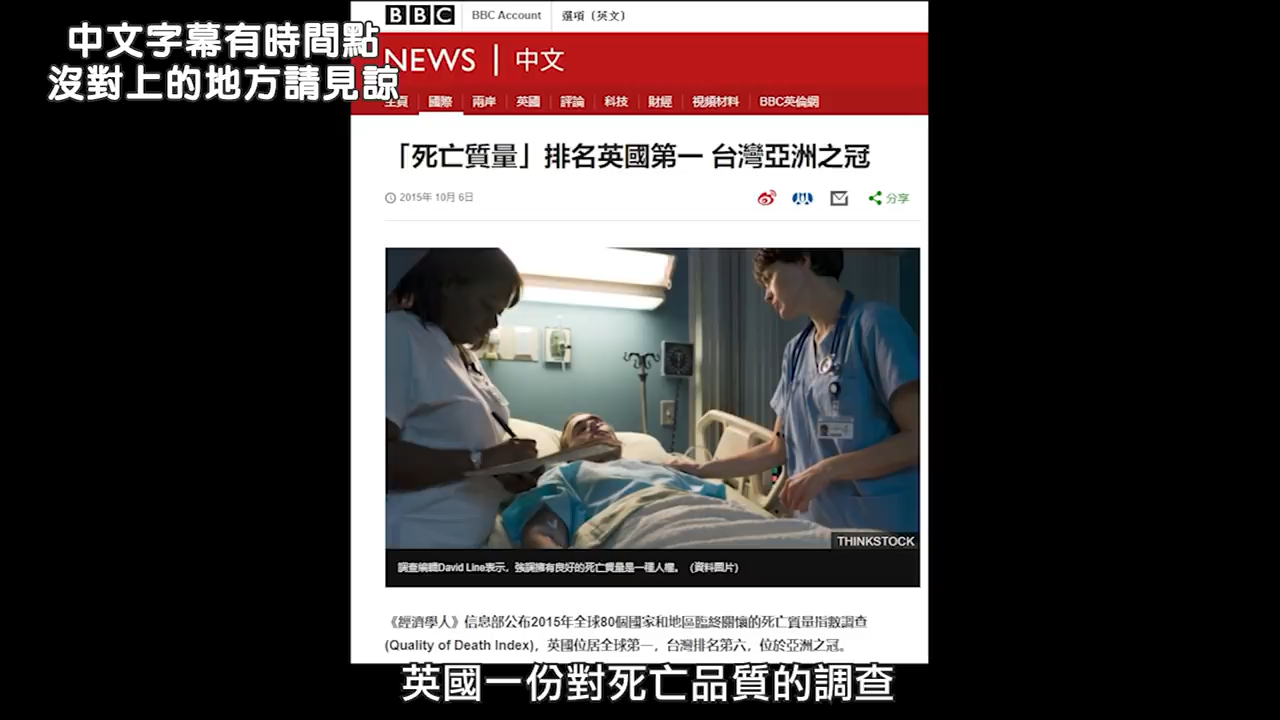 中文字幕有時間點
沒對上的地方請見諒
BBC
BBC Account
選項（英文）
NEWS | 中文
主頁
國際
兩岸
英國
評論
科技
財經
視頻材料
BBC英倫網
「死亡質量」排名英國第一 台灣亞洲之冠
2015年 10月 6日
分享
THINKSTOCK
調查編輯David Line表示，強調擁有良好的死亡質量是一種人權。（資料圖片）
《經濟學人》信息部公布2015年全球80個國家和地區臨終關懷的死亡質量指數調查
(Quality of Death Index)，英國位居全球第一，台灣排名第六，位於亞洲之冠。
英國一份對死亡品質的調查